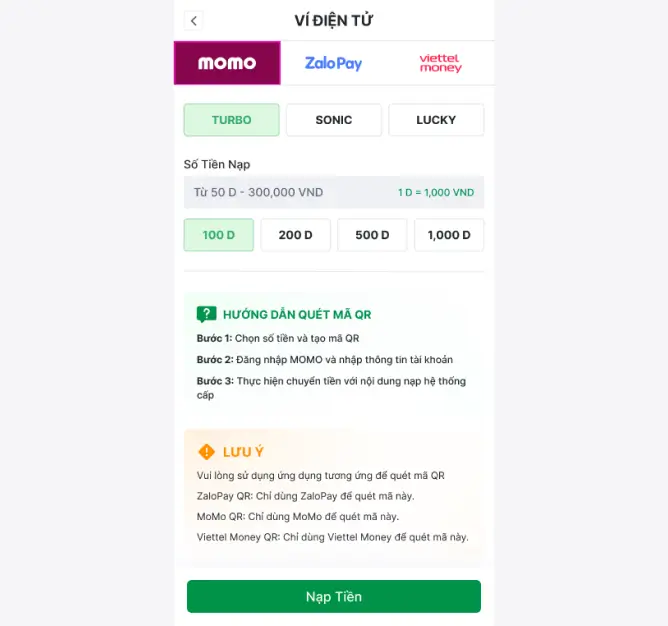 VÍ ĐIỆN TỬ
momo
Zalo Pay
viettel
money
TURBO
SONIC
LUCKY
Số Tiền Nạp
Từ 50 D - 300,000 VND
1 D = 1,000 VND
100 D
200 D
500 D
1,000 D
HƯỚNG DẪN QUÉT MÃ QR
Bước 1: Chọn số tiền và tạo mã QR
Bước 2: Đăng nhập MOMO và nhập thông tin tài khoản
Bước 3: Thực hiện chuyển tiền với nội dung nạp hệ thống
cấp
LƯU Ý
Vui lòng sử dụng ứng dụng tương ứng để quét mã QR
ZaloPay QR: Chỉ dùng ZaloPay để quét mã này.
MoMo QR: Chỉ dùng MoMo để quét mã này.
Viettel Money QR: Chỉ dùng Viettel Money để quét mã này.
Nạp Tiền